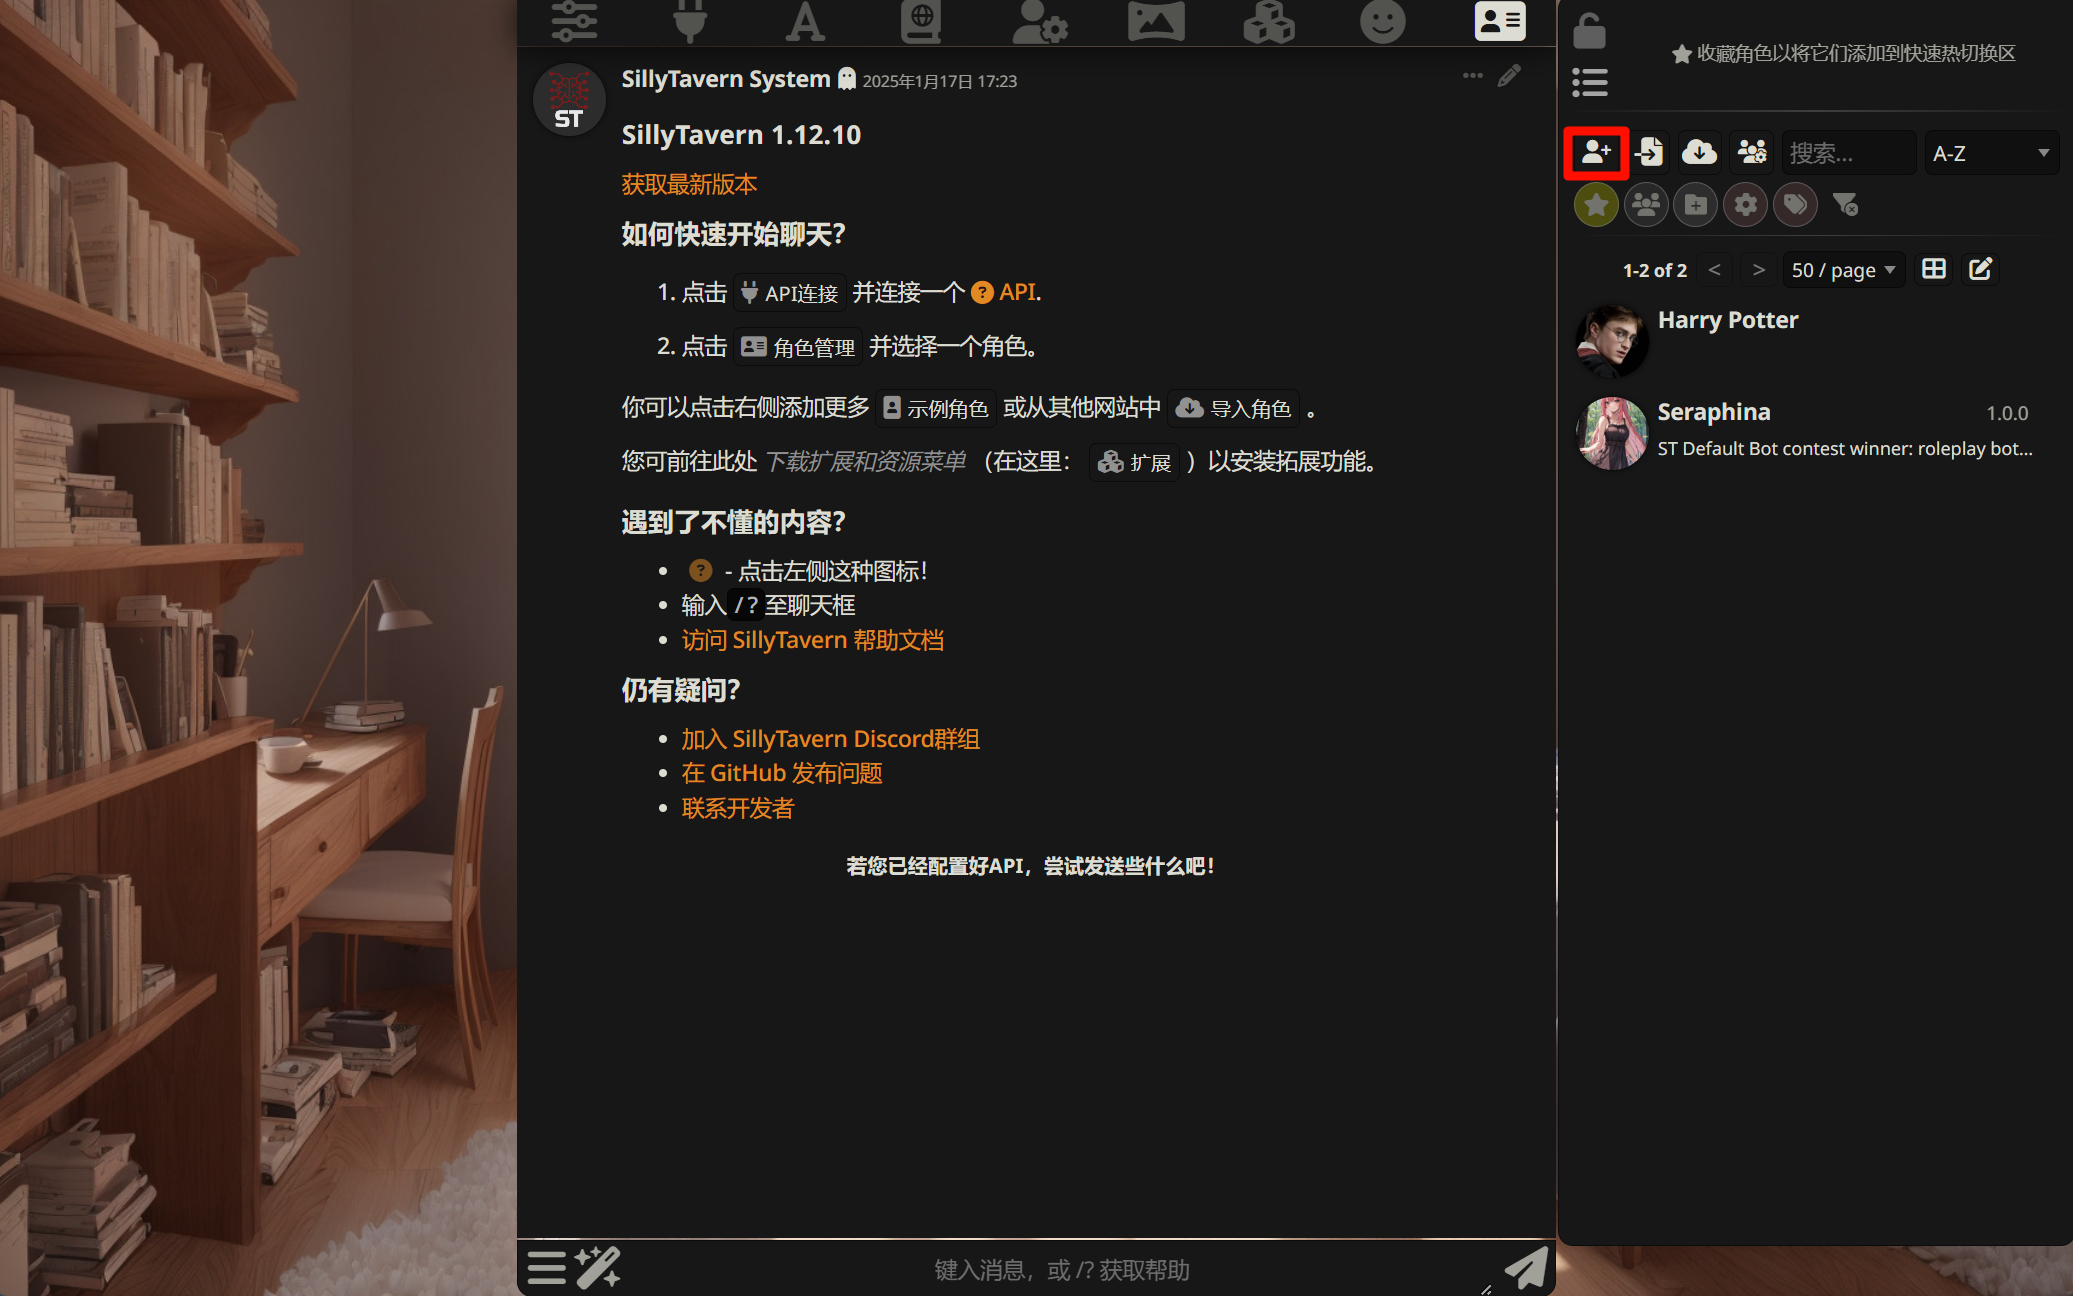 SillyTavern System 2025年1月17日 17:23
ST
SillyTavern 1.12.10
获取最新版本
如何快速开始聊天？
1. 点击 API连接 并连接一个 ? API.
2. 点击 角色管理 并选择一个角色。
你可以点击右侧添加更多 示例角色 或从其他网站中 导入角色 。
您可前往此处 下载扩展和资源菜单 （在这里： 扩展 ）以安装拓展功能。
遇到了不懂的内容？
• ? - 点击左侧这种图标！
• 输入 /? 至聊天框
• 访问 SillyTavern 帮助文档
仍有疑问？
• 加入 SillyTavern Discord群组
• 在 GitHub 发布问题
• 联系开发者
若您已经配置好API，尝试发送些什么吧！
键入消息，或 /? 获取帮助
收藏角色以将它们添加到快速热切换区
搜索...
A-Z
1-2 of 2 < > 50 / page
Harry Potter
Seraphina 1.0.0
ST Default Bot contest winner: roleplay bot...